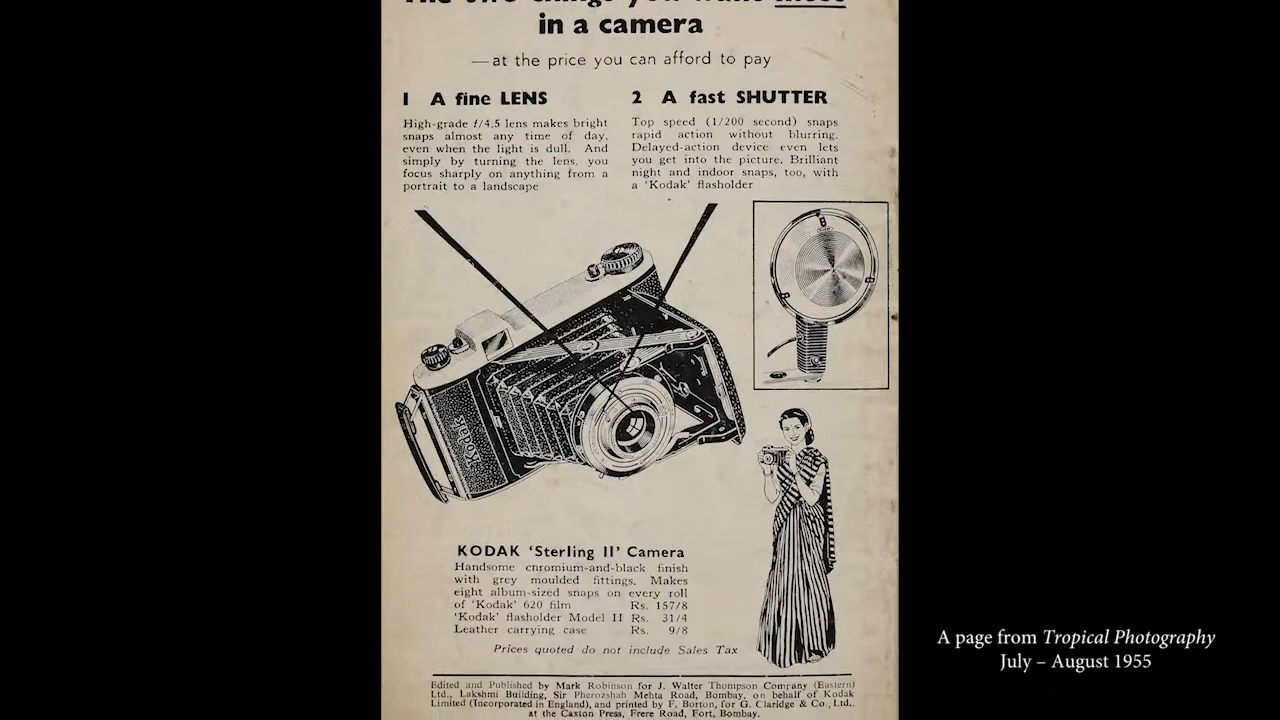 in a camera
—at the price you can afford to pay
1 A fine LENS
High-grade f/4.5 lens makes bright
snaps almost any time of day,
even when the light is dull. And
simply by turning the lens, you
focus sharply on anything from a
portrait to a landscape
2 A fast SHUTTER
Top speed (1/200 second) snaps
rapid action without blurring.
Delayed-action device even lets
you get into the picture. Brilliant
night and indoor snaps, too, with
a ‘Kodak’ flasholder
Kodak
KODAK ‘Sterling II’ Camera
Handsome cnromium-and-black finish
with grey moulded fittings. Makes
eight album-sized snaps on every roll
of ‘Kodak’ 620 film Rs. 157/8
‘Kodak’ flasholder Model II Rs. 31/4
Leather carrying case Rs. 9/8
Prices quoted do not include Sales Tax
Edited and Published by Mark Robinson for J. Walter Thompson Company (Eastern)
Ltd., Lakshmi Building, Sir Pherozshah Mehta Road, Bombay, on behalf of Kodak
Limited (Incorporated in England), and printed by F. Borton, for G. Claridge & Co., Ltd.,
at the Caxton Press, Frere Road, Fort, Bombay.
A page from Tropical Photography
July – August 1955